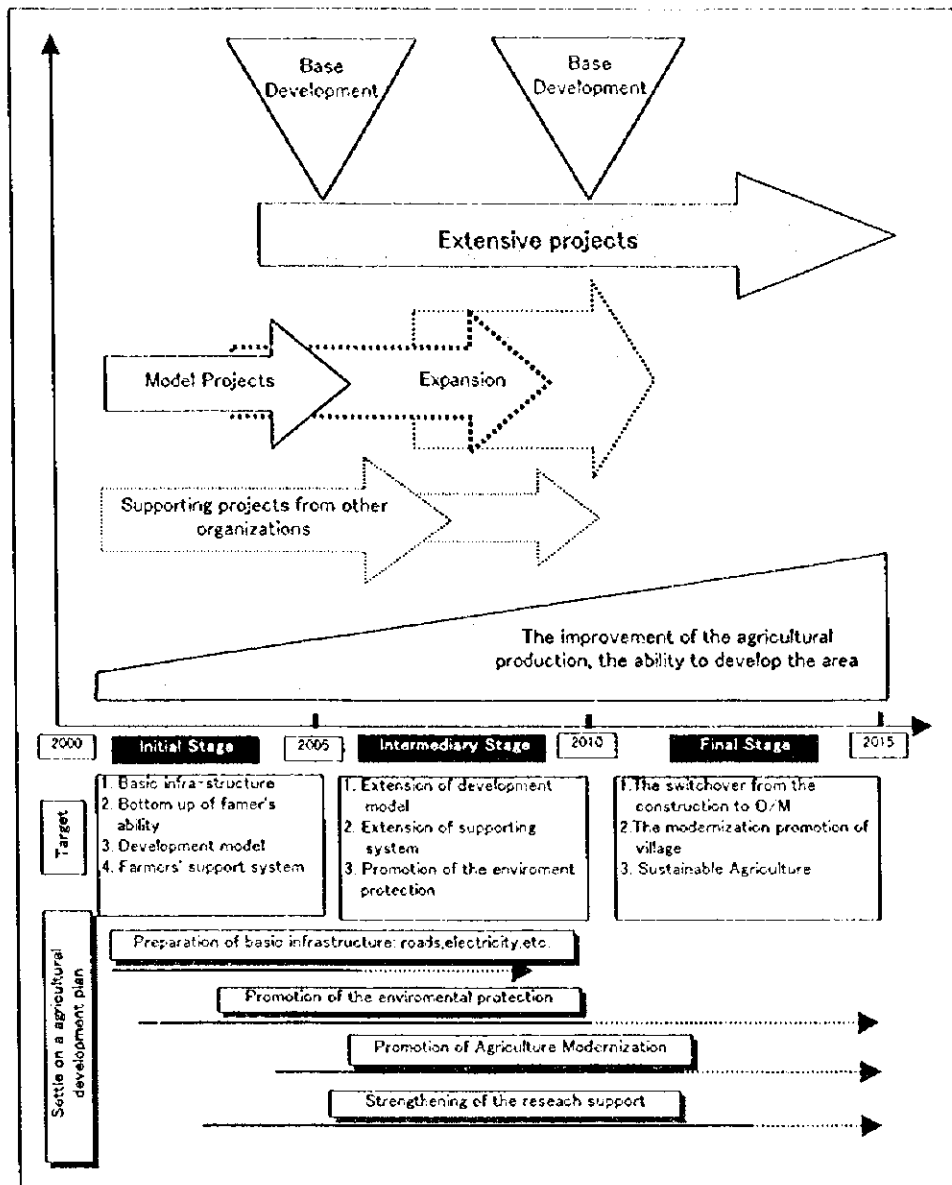 Base
Development
Base
Development
Extensive projects
Model Projects
Expansion
Supporting projects from other
organizations
The improvement of the agricultural
production, the ability to develop the area
2000
Initial Stage
2005
Intermediary Stage
2010
Final Stage
2015
Target
1. Basic infra-structure
2. Bottom up of famer's
ability
3. Development model
4. Farmers' support system
1. Extension of development
model
2. Extension of supporting
system
3. Promotion of the enviroment
protection
1.The switchover from the
construction to O/M
2.The modernization promotion of
village
3. Sustainable Agriculture
Settle on a agricultural
development plan
Preparation of basic infrastructure: roads,electricity,etc.
Promotion of the enviromental protection
Promotion of Agriculture Modernization
Strengthening of the reseach support